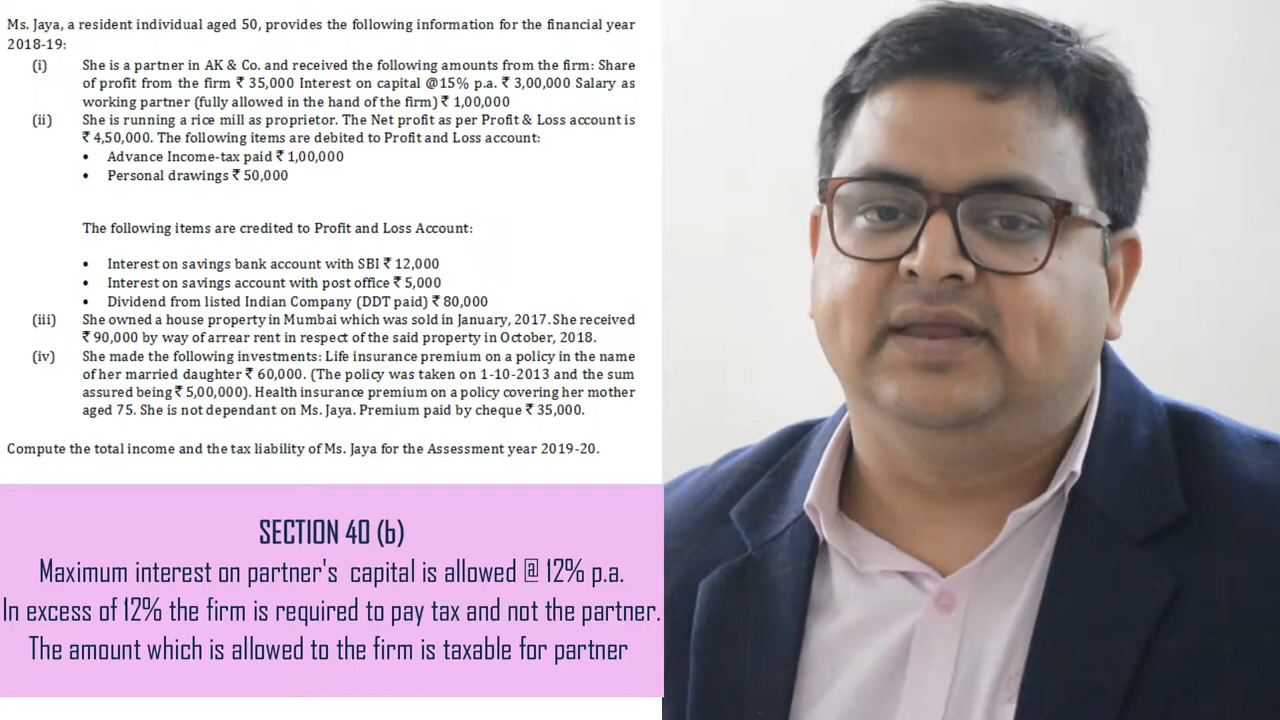 Ms. Jaya, a resident individual aged 50, provides the following information for the financial year
2018-19:
(i) She is a partner in AK & Co. and received the following amounts from the firm: Share
of profit from the firm ₹ 35,000 Interest on capital @15% p.a. ₹ 3,00,000 Salary as
working partner (fully allowed in the hand of the firm) ₹ 1,00,000
(ii) She is running a rice mill as proprietor. The Net profit as per Profit & Loss account is
₹ 4,50,000. The following items are debited to Profit and Loss account:
• Advance Income-tax paid ₹ 1,00,000
• Personal drawings ₹ 50,000
The following items are credited to Profit and Loss Account:
• Interest on savings bank account with SBI ₹ 12,000
• Interest on savings account with post office ₹ 5,000
• Dividend from listed Indian Company (DDT paid) ₹ 80,000
(iii) She owned a house property in Mumbai which was sold in January, 2017. She received
₹ 90,000 by way of arrear rent in respect of the said property in October, 2018.
(iv) She made the following investments: Life insurance premium on a policy in the name
of her married daughter ₹ 60,000. (The policy was taken on 1-10-2013 and the sum
assured being ₹ 5,00,000). Health insurance premium on a policy covering her mother
aged 75. She is not dependant on Ms. Jaya. Premium paid by cheque ₹ 35,000.
Compute the total income and the tax liability of Ms. Jaya for the Assessment year 2019-20.
SECTION 40 (b)
Maximum interest on partner's capital is allowed @ 12% p.a.
In excess of 12% the firm is required to pay tax and not the partner.
The amount which is allowed to the firm is taxable for partner